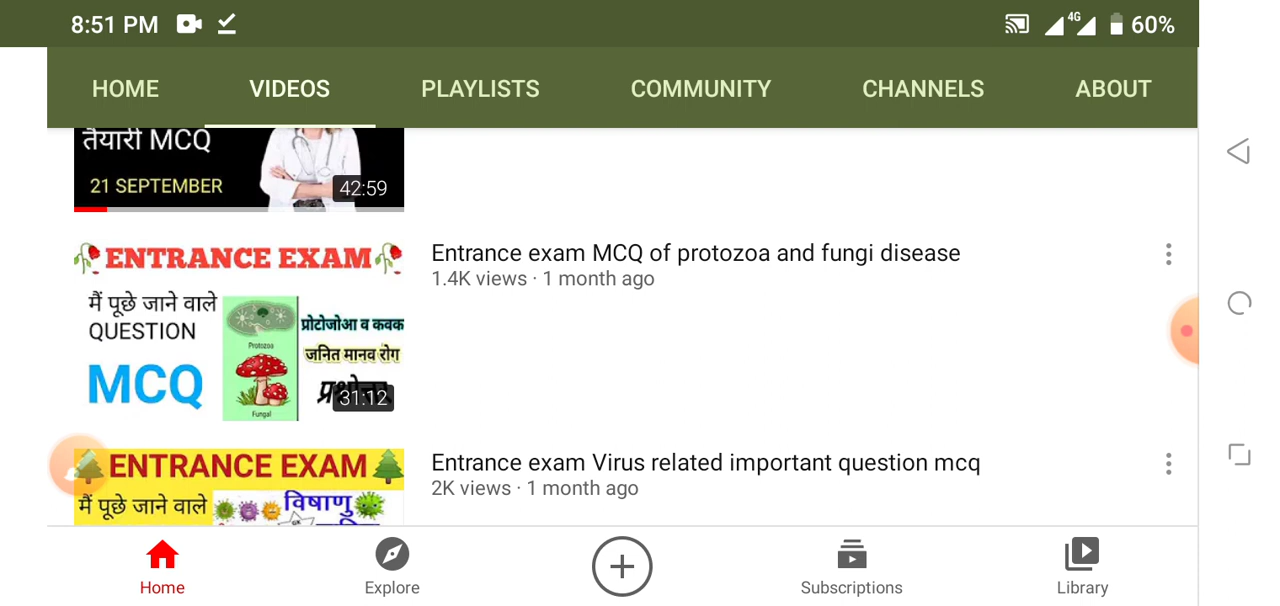 8:51 PM 4G 60%
HOME VIDEOS PLAYLISTS COMMUNITY CHANNELS ABOUT
तैयारी MCQ
21 SEPTEMBER
42:59
ENTRANCE EXAM
मैं पूछे जाने वाले
QUESTION
MCQ
Protozoa
Fungal
प्रोटोजोआ व कवक
जनित मानव रोग
प्रश्नोत्तर
31:12
Entrance exam MCQ of protozoa and fungi disease
1.4K views · 1 month ago
ENTRANCE EXAM
मैं पूछे जाने वाले
विषाणु
Entrance exam Virus related important question mcq
2K views · 1 month ago
Home Explore Subscriptions Library